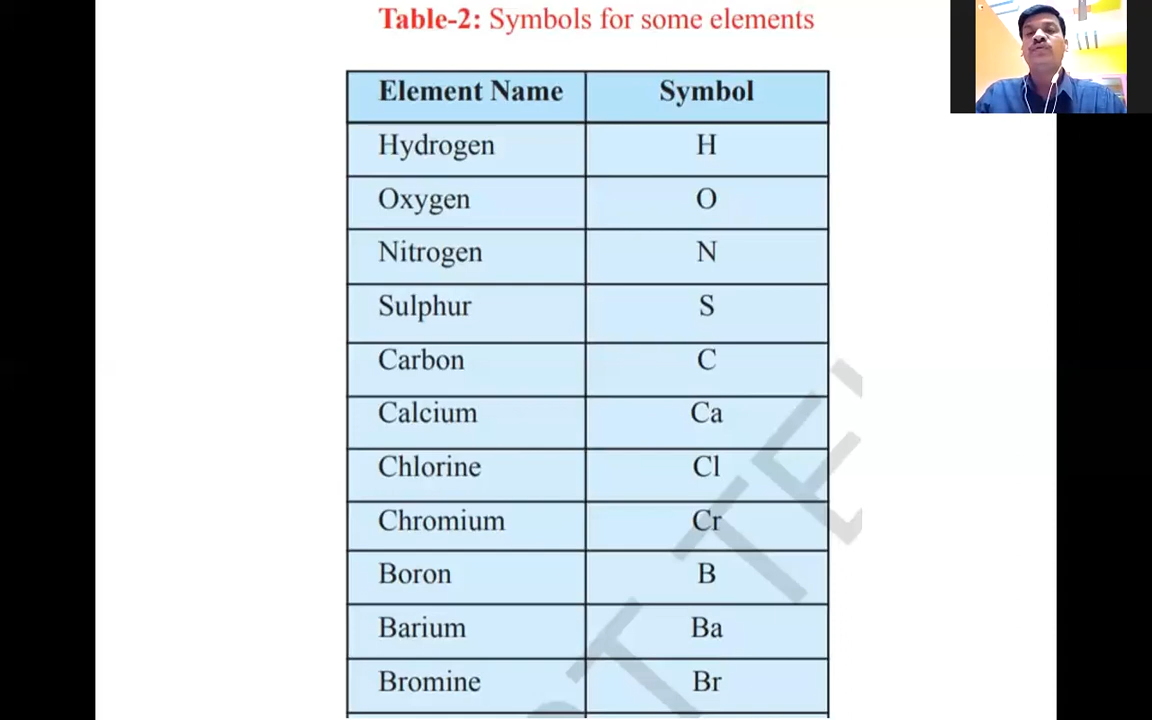 Table-2: Symbols for some elements
Element Name Symbol
Hydrogen H
Oxygen O
Nitrogen N
Sulphur S
Carbon C
Calcium Ca
Chlorine Cl
Chromium Cr
Boron B
Barium Ba
Bromine Br